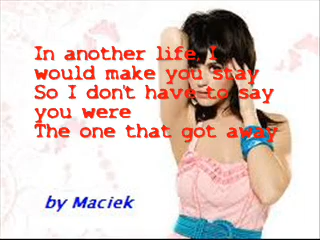 In another life, I
would make you stay
So I don't have to say
you were
The one that got away
by Maciek